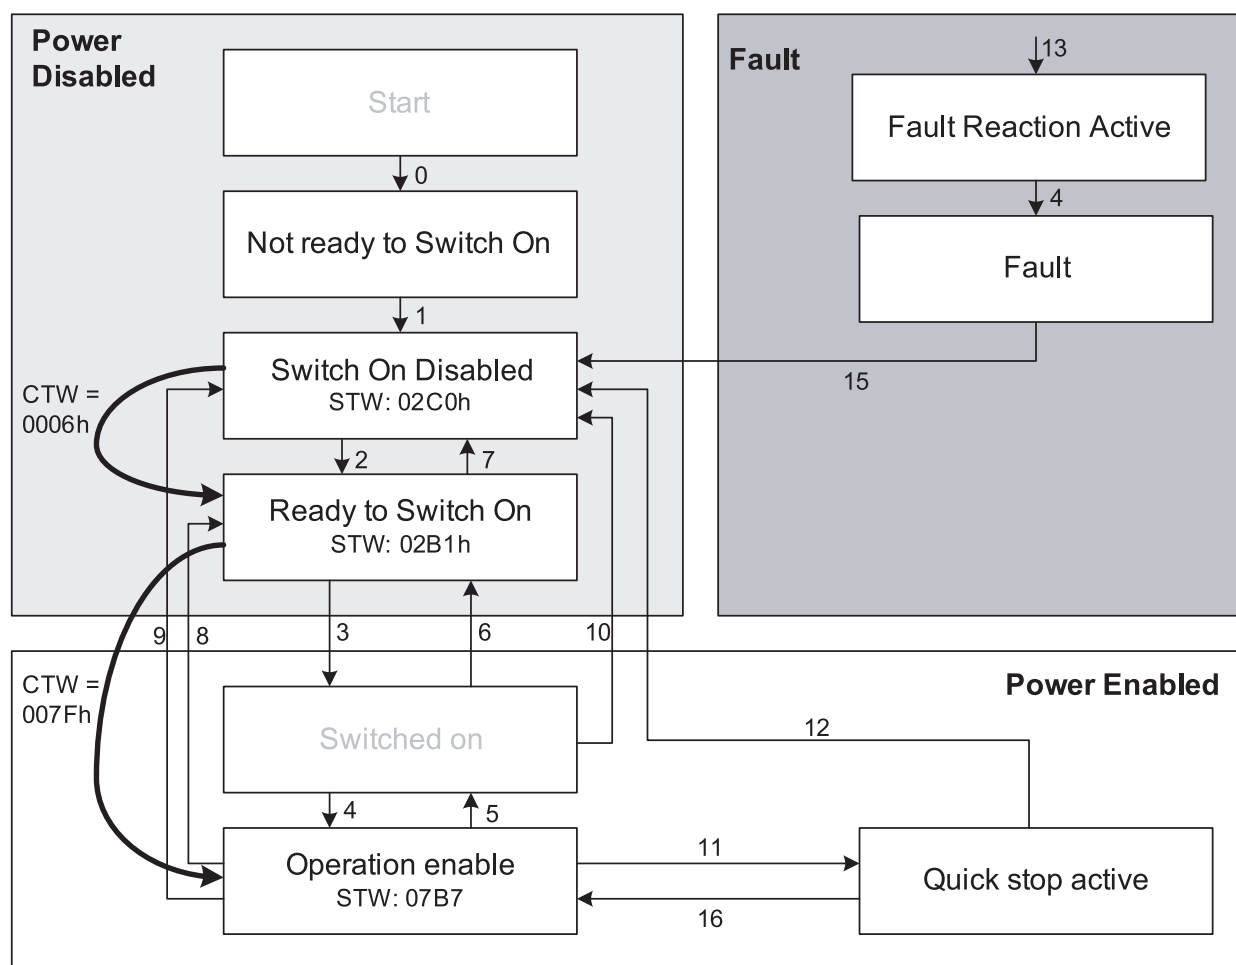 Power
Disabled
Start
0
Not ready to Switch On
1
Switch On Disabled
STW: 02C0h
CTW =
0006h
2
7
Ready to Switch On
STW: 02B1h
Fault
13
Fault Reaction Active
4
Fault
15
9
8
3
6
10
CTW =
007Fh
Power Enabled
Switched on
12
4
5
Operation enable
STW: 07B7
11
16
Quick stop active